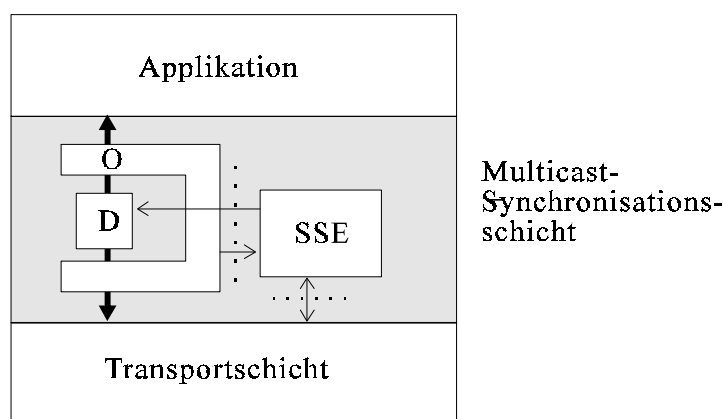 Applikation
O
D
SSE
Multicast-
Synchronisations-
schicht
Transportschicht